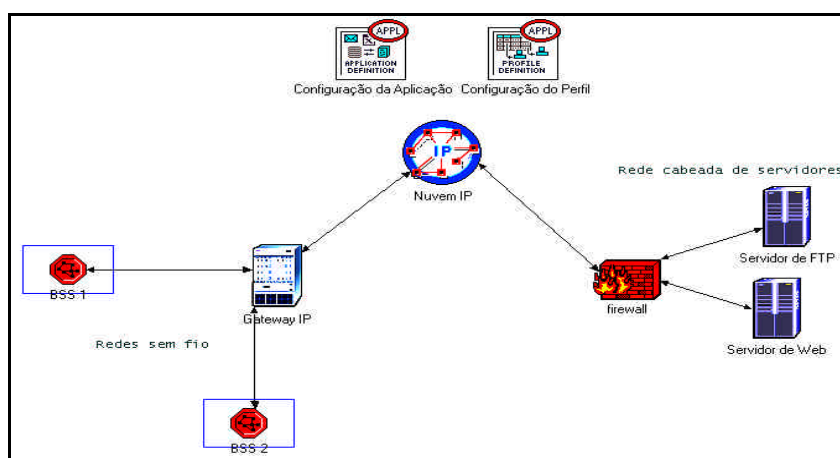 APPL
APPLICATION
DEFINITION
Configuração da Aplicação
APPL
PROFILE
DEFINITION
Configuração do Perfil
IP
Nuvem IP
Rede cabeada de servidores
Servidor de FTP
BSS 1
Gateway IP
firewall
Redes sem fio
Servidor de Web
BSS 2